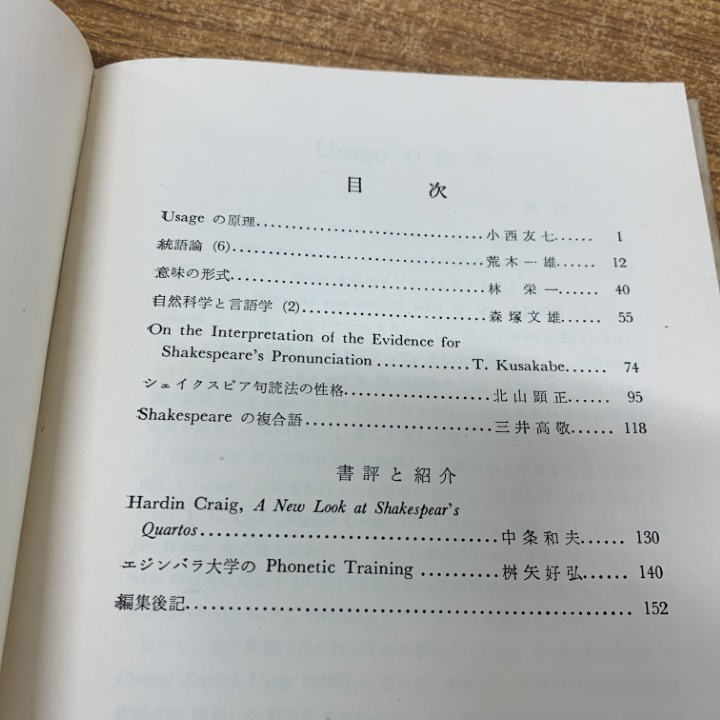 目次
Usage の原理................................小西友七...... 1
統語論 (6)....................................荒木一雄...... 12
意味の形式....................................林 栄一...... 40
自然科学と言語学 (2)..........................森塚文雄...... 55
On the Interpretation of the Evidence for
Shakespeare's Pronunciation .............T. Kusakabe...... 74
シェイクスピア句読法の性格.....................北山顕正...... 95
Shakespeare の複合語..........................三井高敬...... 118
書評と紹介
Hardin Craig, A New Look at Shakespear's
Quartos.....................................中条和夫...... 130
エジンバラ大学の Phonetic Training ..........桝矢好弘...... 140
編集後記...................................................... 152